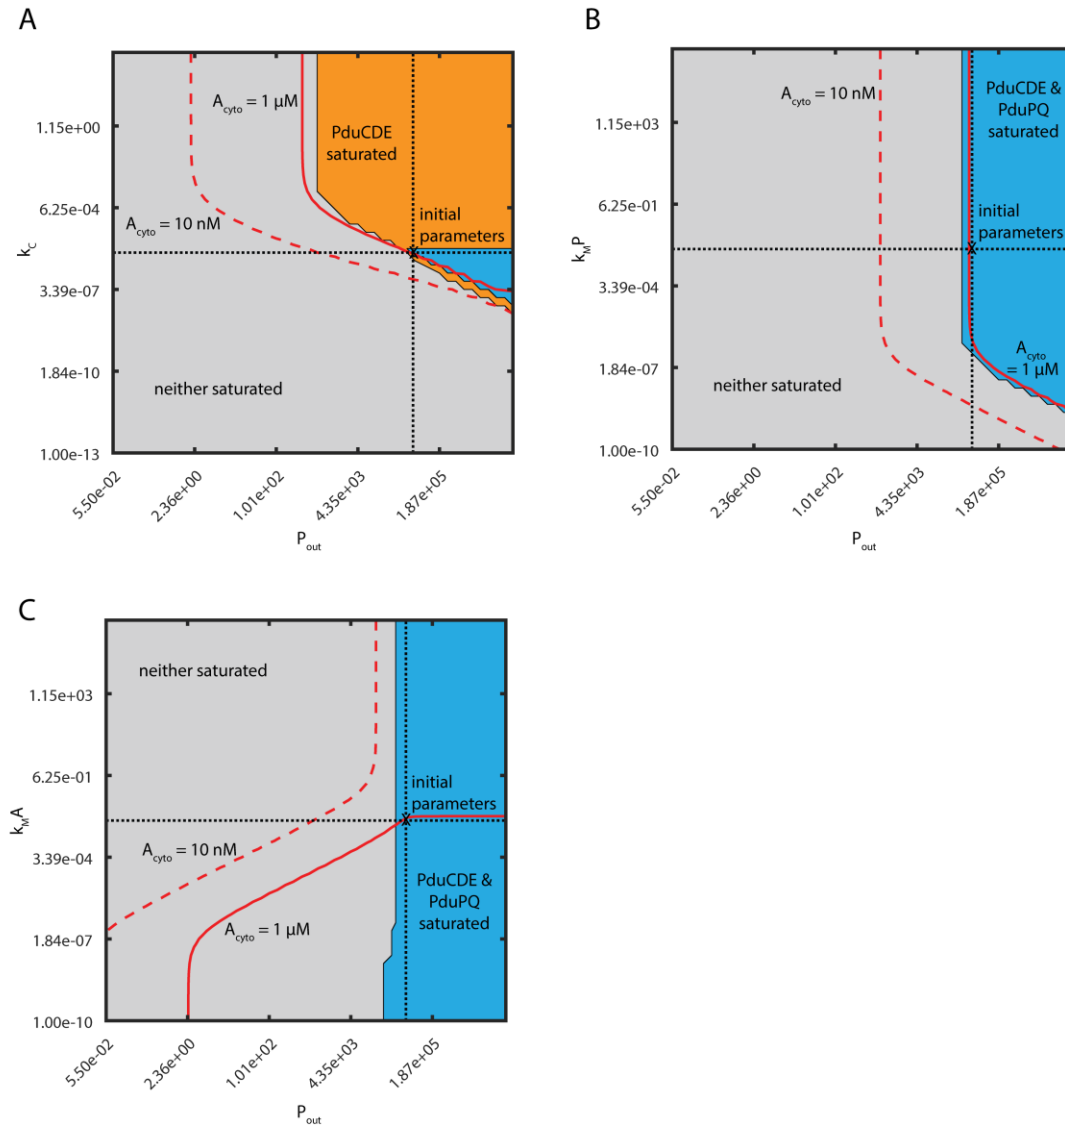 A
A_cyto = 1 μM
PduCDE
saturated
1.15e+00
6.25e-04
A_cyto = 10 nM
initial
parameters
k_C
3.39e-07
1.84e-10
neither saturated
1.00e-13
5.50e-02
2.36e+00
1.01e+02
4.35e+03
1.87e+05
P_out
B
A_cyto = 10 nM
PduCDE &
PduPQ
saturated
1.15e+03
6.25e-01
initial
parameters
k_MP
3.39e-04
A_cyto
= 1 μM
1.84e-07
neither saturated
1.00e-10
5.50e-02
2.36e+00
1.01e+02
4.35e+03
1.87e+05
P_out
C
neither saturated
1.15e+03
6.25e-01
initial
parameters
k_MA
A_cyto = 10 nM
3.39e-04
PduCDE &
PduPQ
saturated
A_cyto = 1 μM
1.84e-07
1.00e-10
5.50e-02
2.36e+00
1.01e+02
4.35e+03
1.87e+05
P_out